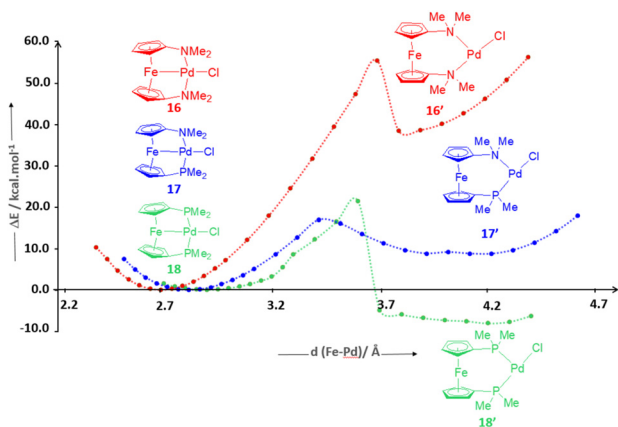 60.0
50.0
40.0
30.0
20.0
10.0
0.0
-10.0
ΔE / kcal.mol-1
2.2
2.7
3.2
3.7
4.2
4.7
d (Fe-Pd)/ Å
NMe2
Fe Pd Cl
NMe2
16
NMe2
Fe Pd Cl
PMe2
17
PMe2
Fe Pd Cl
PMe2
18
Me Me
N
Cl
Fe Pd
N
Me Me
16'
Me Me
N
Cl
Fe Pd
P
Me Me
17'
Me Me
P
Cl
Fe Pd
P
Me Me
18'